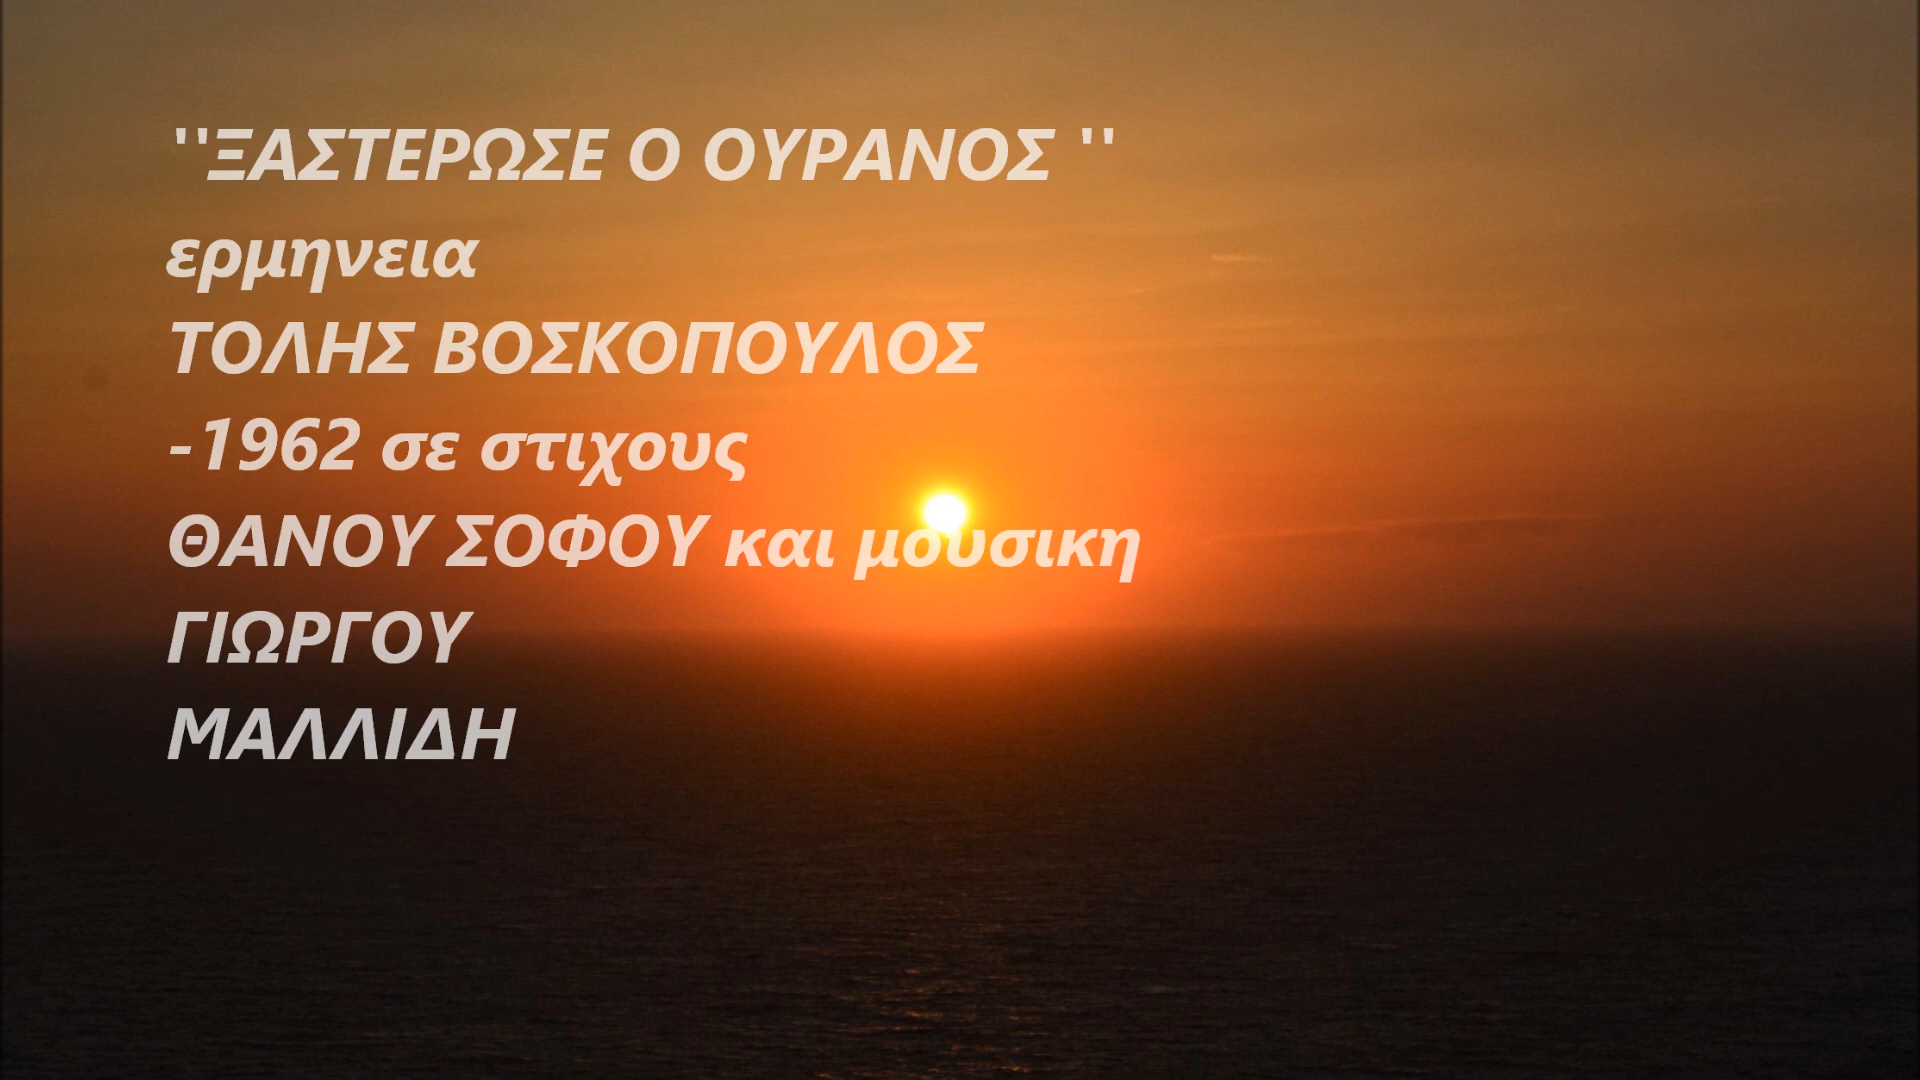 ''ΞΑΣΤΕΡΩΣΕ Ο ΟΥΡΑΝΟΣ ''
ερμηνεια
ΤΟΛΗΣ ΒΟΣΚΟΠΟΥΛΟΣ
-1962 σε στιχους
ΘΑΝΟΥ ΣΟΦΟΥ και μουσικη
ΓΙΩΡΓΟΥ
ΜΑΛΛΙΔΗ